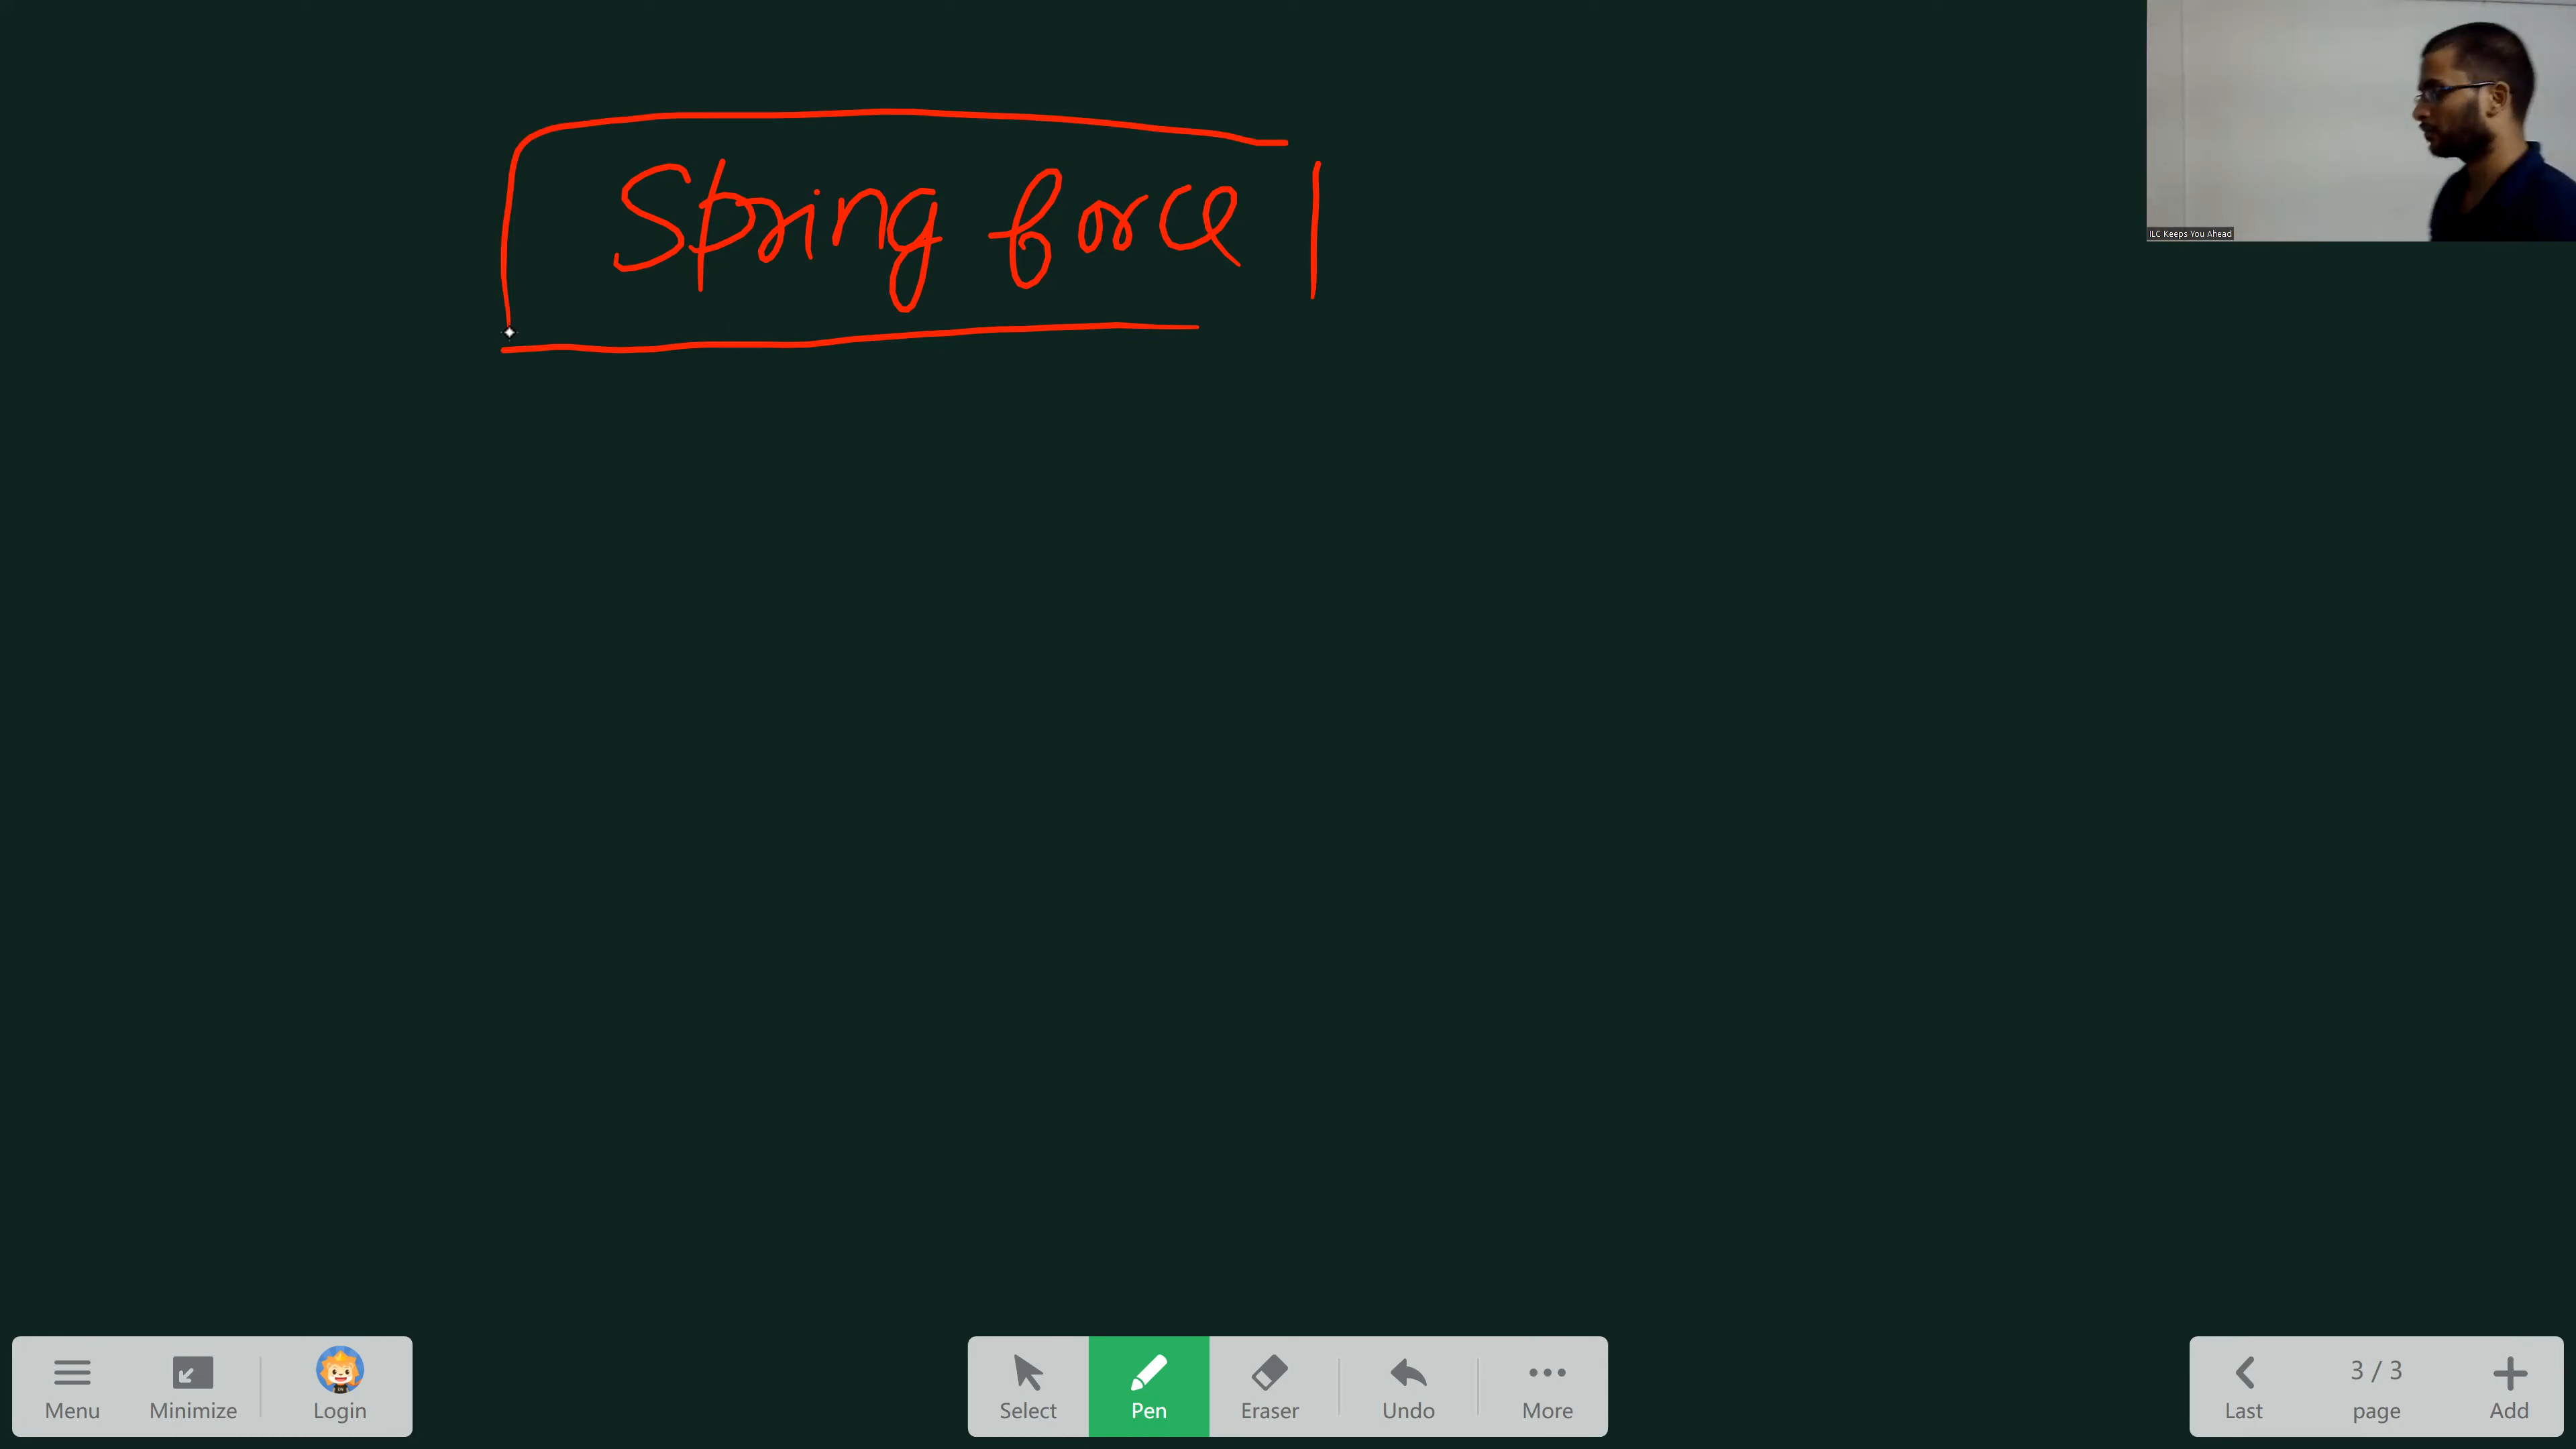 Spring force
ILC Keeps You Ahead
Menu
Minimize
Login
Select
Pen
Eraser
Undo
More
Last
3 / 3
page
Add